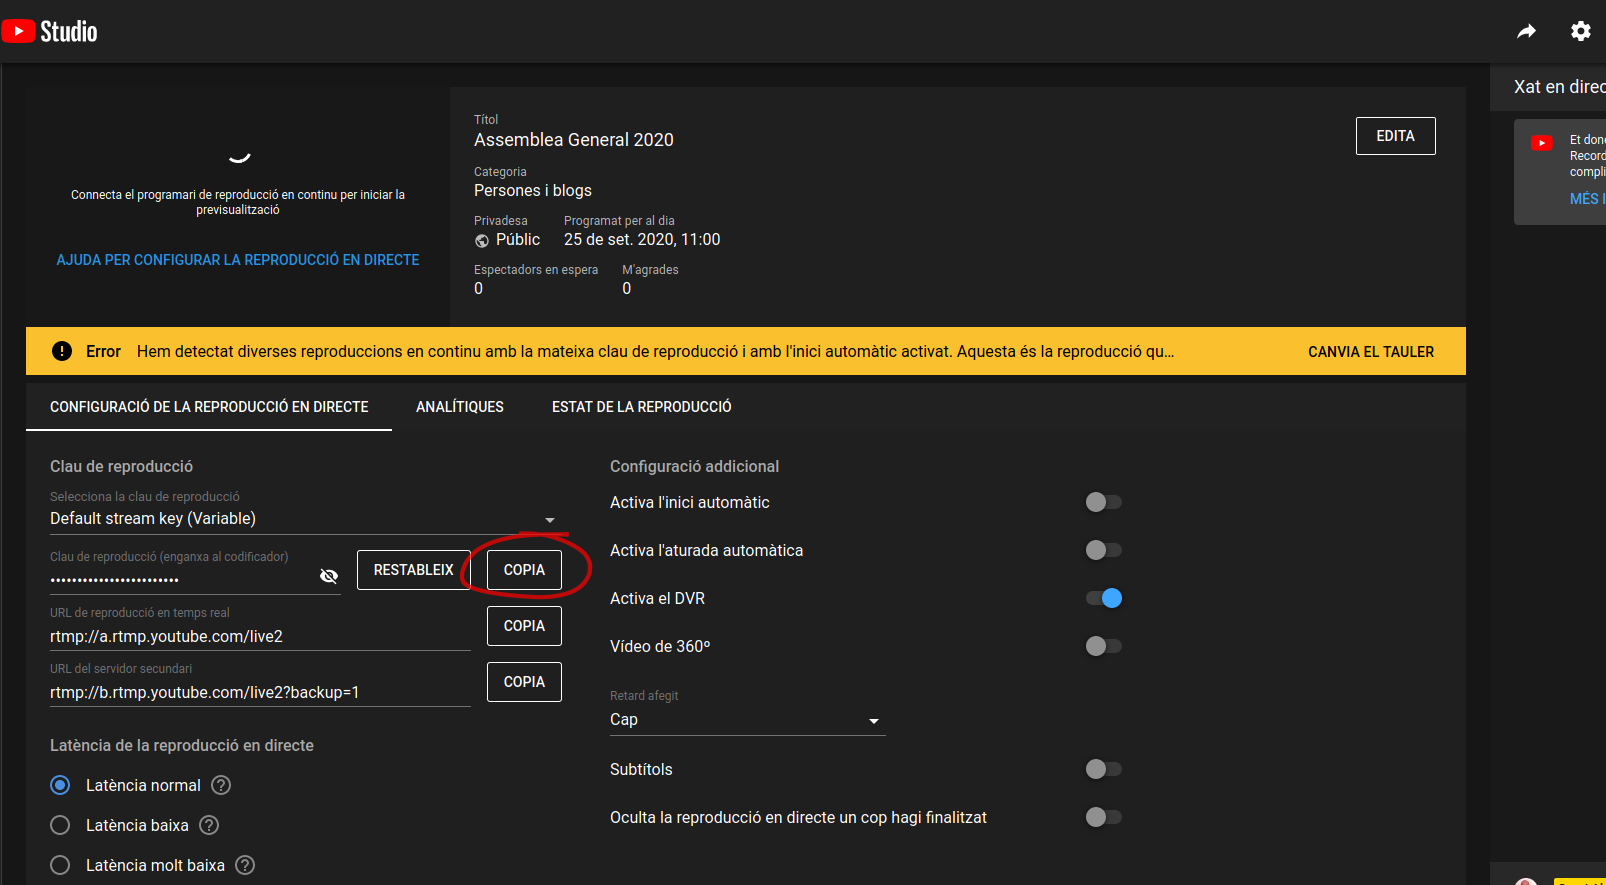 Studio
Xat en direc
Et don
Record
compli
MÉS I
Connecta el programari de reproducció en continu per iniciar la
previsualització
AJUDA PER CONFIGURAR LA REPRODUCCIÓ EN DIRECTE
Títol
Assemblea General 2020
EDITA
Categoria
Persones i blogs
Privadesa Programat per al dia
Públic 25 de set. 2020, 11:00
Espectadors en espera M'agrades
0 0
Error Hem detectat diverses reproduccions en continu amb la mateixa clau de reproducció i amb l'inici automàtic activat. Aquesta és la reproducció qu... CANVIA EL TAULER
CONFIGURACIÓ DE LA REPRODUCCIÓ EN DIRECTE ANALÍTIQUES ESTAT DE LA REPRODUCCIÓ
Clau de reproducció
Selecciona la clau de reproducció
Default stream key (Variable)
Clau de reproducció (enganxa al codificador)
•••••••••••••••••••••••• RESTABLEIX COPIA
URL de reproducció en temps real
rtmp://a.rtmp.youtube.com/live2 COPIA
URL del servidor secundari
rtmp://b.rtmp.youtube.com/live2?backup=1 COPIA
Latència de la reproducció en directe
Latència normal ?
Latència baixa ?
Latència molt baixa ?
Configuració addicional
Activa l'inici automàtic
Activa l'aturada automàtica
Activa el DVR
Vídeo de 360º
Retard afegit
Cap
Subtítols
Oculta la reproducció en directe un cop hagi finalitzat